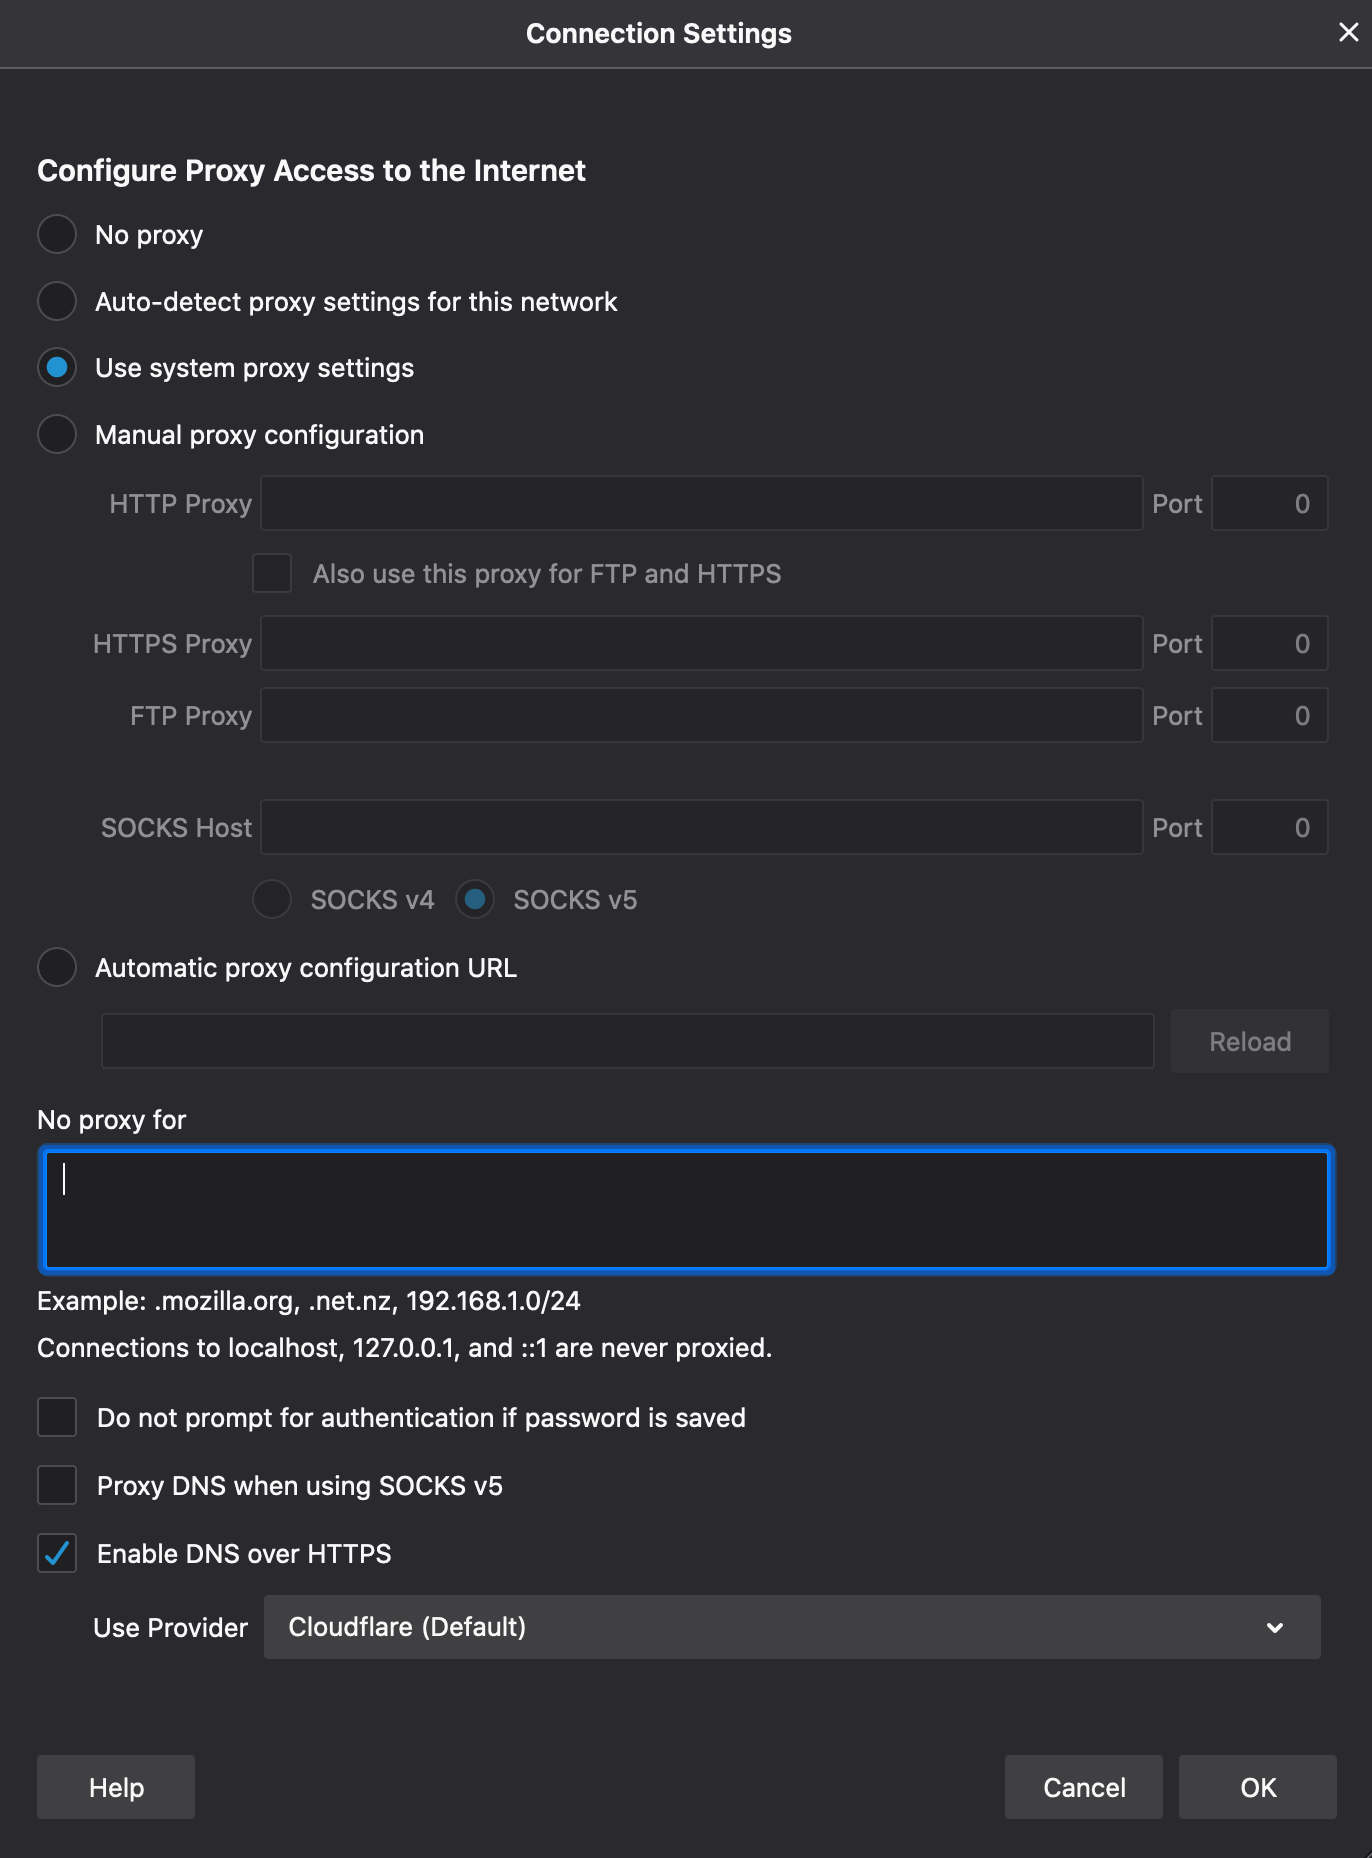 Connection Settings
Configure Proxy Access to the Internet
No proxy
Auto-detect proxy settings for this network
Use system proxy settings
Manual proxy configuration
HTTP Proxy Port 0
Also use this proxy for FTP and HTTPS
HTTPS Proxy Port 0
FTP Proxy Port 0
SOCKS Host Port 0
SOCKS v4 SOCKS v5
Automatic proxy configuration URL
Reload
No proxy for
Example: .mozilla.org, .net.nz, 192.168.1.0/24
Connections to localhost, 127.0.0.1, and ::1 are never proxied.
Do not prompt for authentication if password is saved
Proxy DNS when using SOCKS v5
Enable DNS over HTTPS
Use Provider Cloudflare (Default)
Help Cancel OK